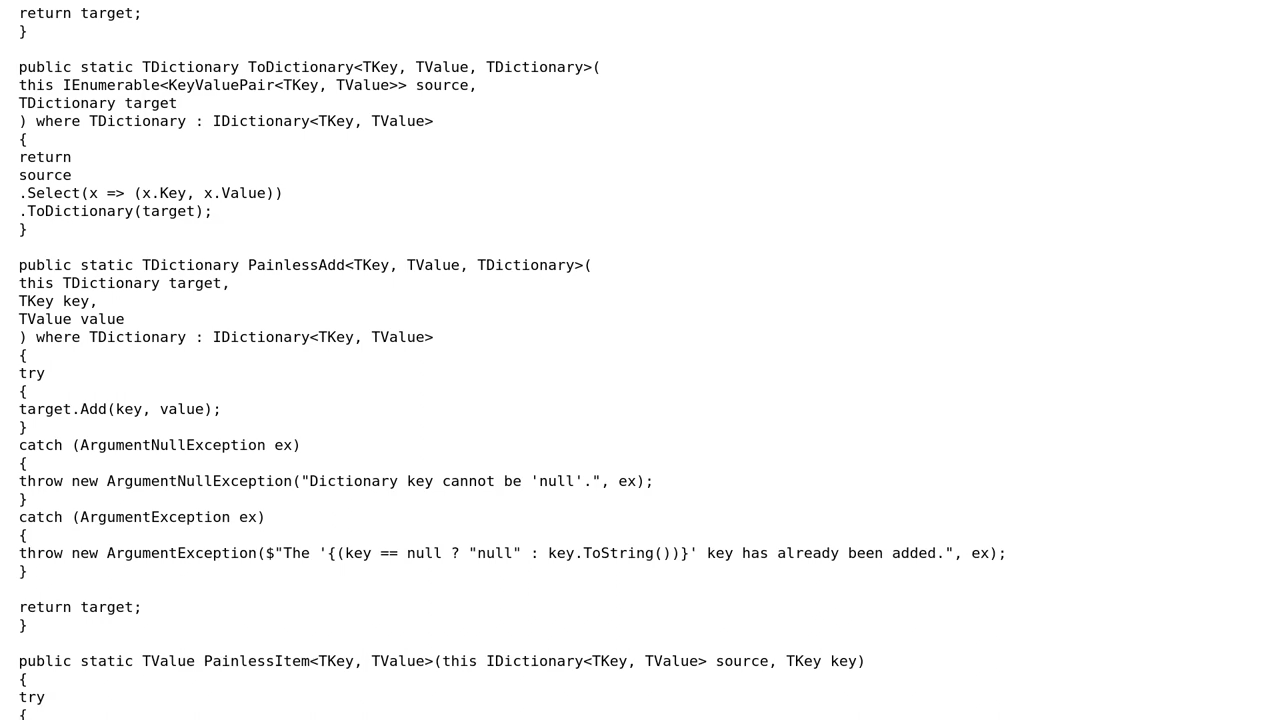 return target;
}

public static TDictionary ToDictionary<TKey, TValue, TDictionary>(
this IEnumerable<KeyValuePair<TKey, TValue>> source,
TDictionary target
) where TDictionary : IDictionary<TKey, TValue>
{
return
source
.Select(x => (x.Key, x.Value))
.ToDictionary(target);
}

public static TDictionary PainlessAdd<TKey, TValue, TDictionary>(
this TDictionary target,
TKey key,
TValue value
) where TDictionary : IDictionary<TKey, TValue>
{
try
{
target.Add(key, value);
}
catch (ArgumentNullException ex)
{
throw new ArgumentNullException("Dictionary key cannot be 'null'.", ex);
}
catch (ArgumentException ex)
{
throw new ArgumentException($"The '{(key == null ? "null" : key.ToString())}' key has already been added.", ex);
}

return target;
}

public static TValue PainlessItem<TKey, TValue>(this IDictionary<TKey, TValue> source, TKey key)
{
try
{